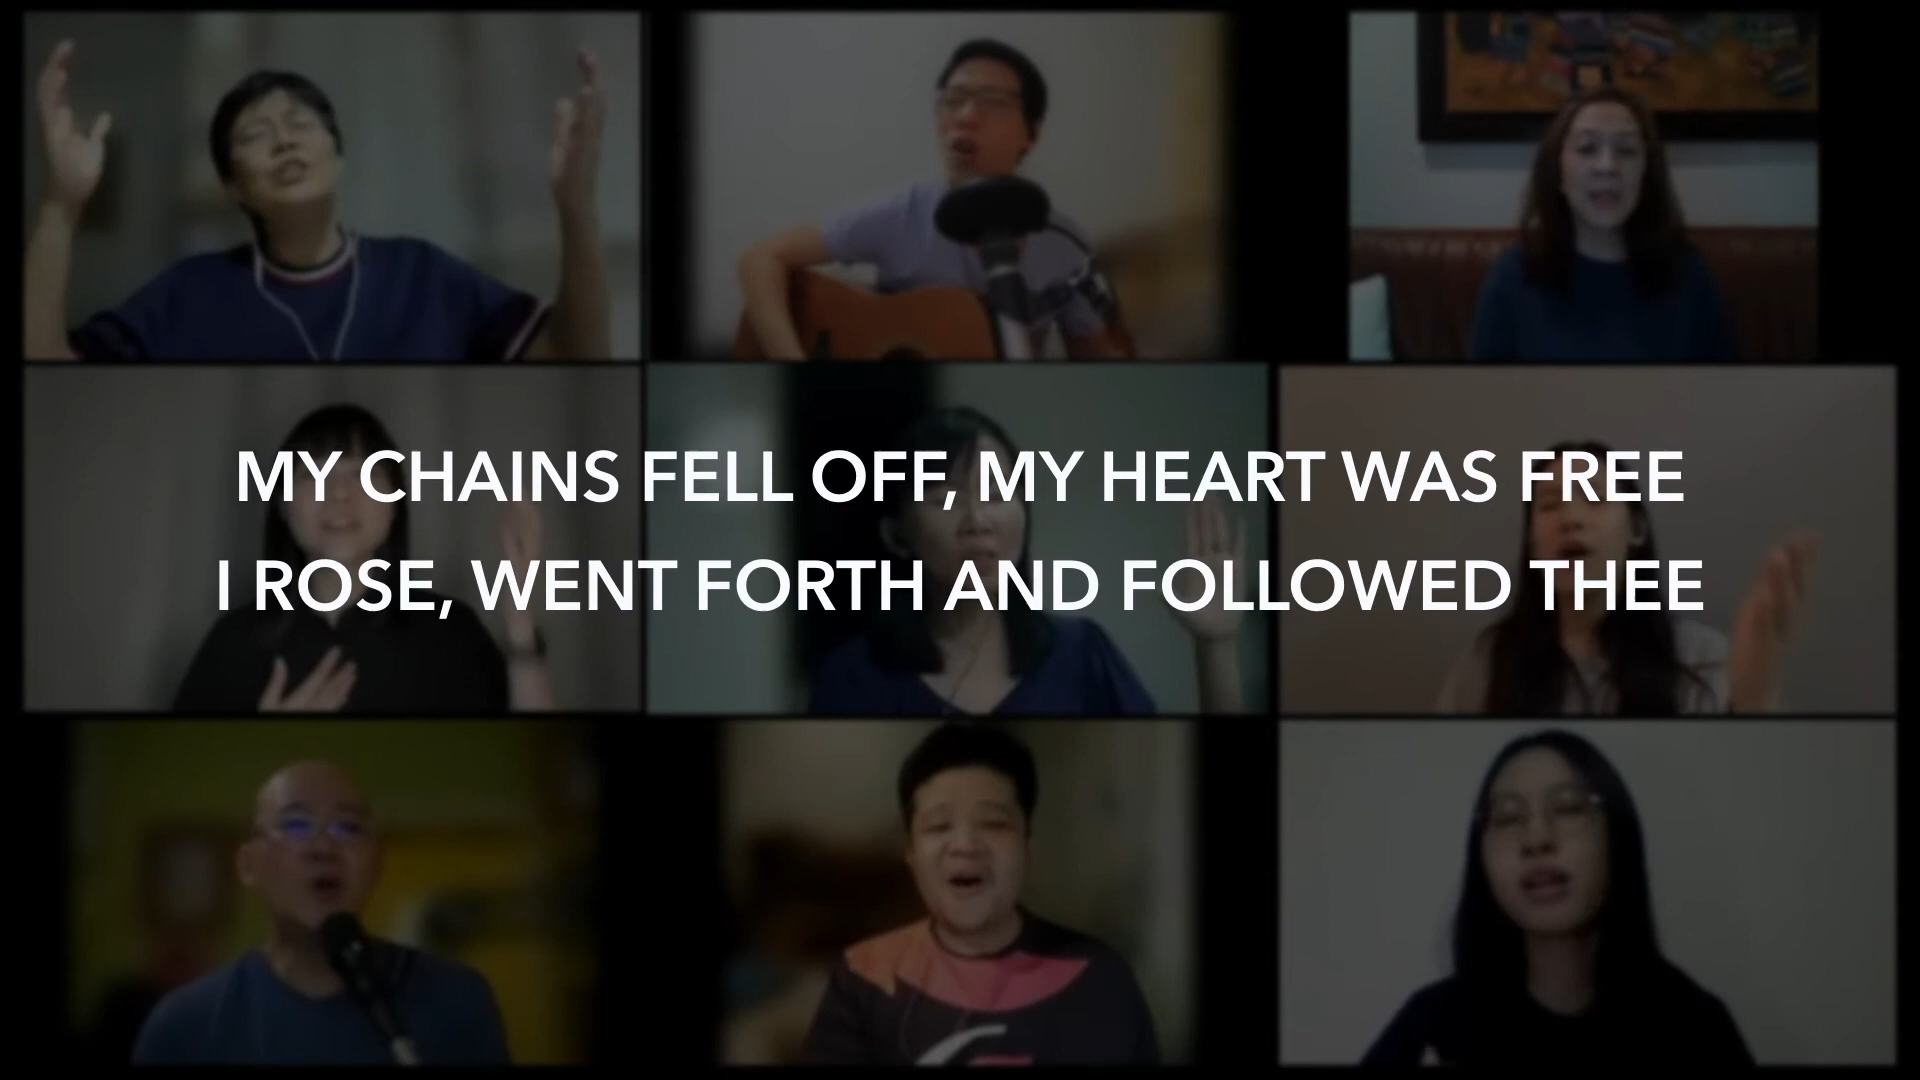 MY CHAINS FELL OFF, MY HEART WAS FREE
I ROSE, WENT FORTH AND FOLLOWED THEE